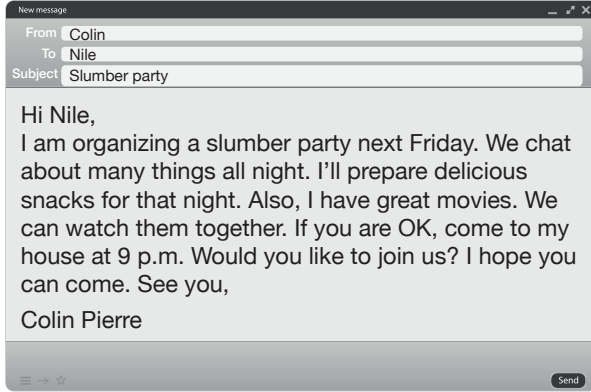 New message
From Colin
To Nile
Subject Slumber party
Hi Nile,
I am organizing a slumber party next Friday. We chat
about many things all night. I’ll prepare delicious
snacks for that night. Also, I have great movies. We
can watch them together. If you are OK, come to my
house at 9 p.m. Would you like to join us? I hope you
can come. See you,
Colin Pierre
Send